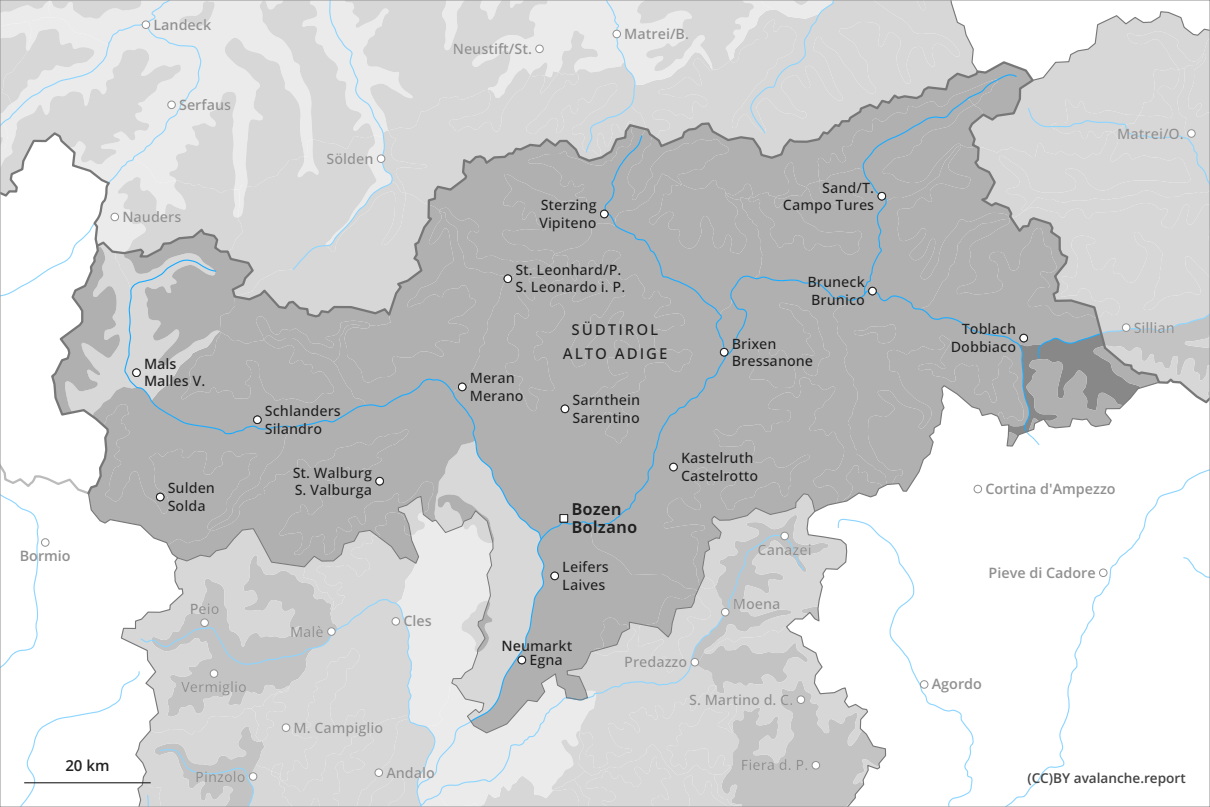 Landeck
Neustift/St.
Matrei/B.
Serfaus
Matrei/O.
Sölden
Sand/T.
Campo Tures
Nauders
Sterzing
Vipiteno
St. Leonhard/P.
S. Leonardo i. P.
Bruneck
Brunico
SÜDTIROL
ALTO ADIGE
Toblach
Dobbiaco
Sillian
Brixen
Bressanone
Mals
Malles V.
Meran
Merano
Sarnthein
Sarentino
Schlanders
Silandro
Kastelruth
Castelrotto
St. Walburg
S. Valburga
Sulden
Solda
Cortina d'Ampezzo
Bozen
Bolzano
Bormio
Canazei
Leifers
Laives
Pieve di Cadore
Peio
Moena
Cles
Malè
Neumarkt
Egna
Predazzo
Vermiglio
Agordo
S. Martino d. C.
M. Campiglio
Fiera d. P.
20 km
Pinzolo
Andalo
(CC)BY avalanche.report